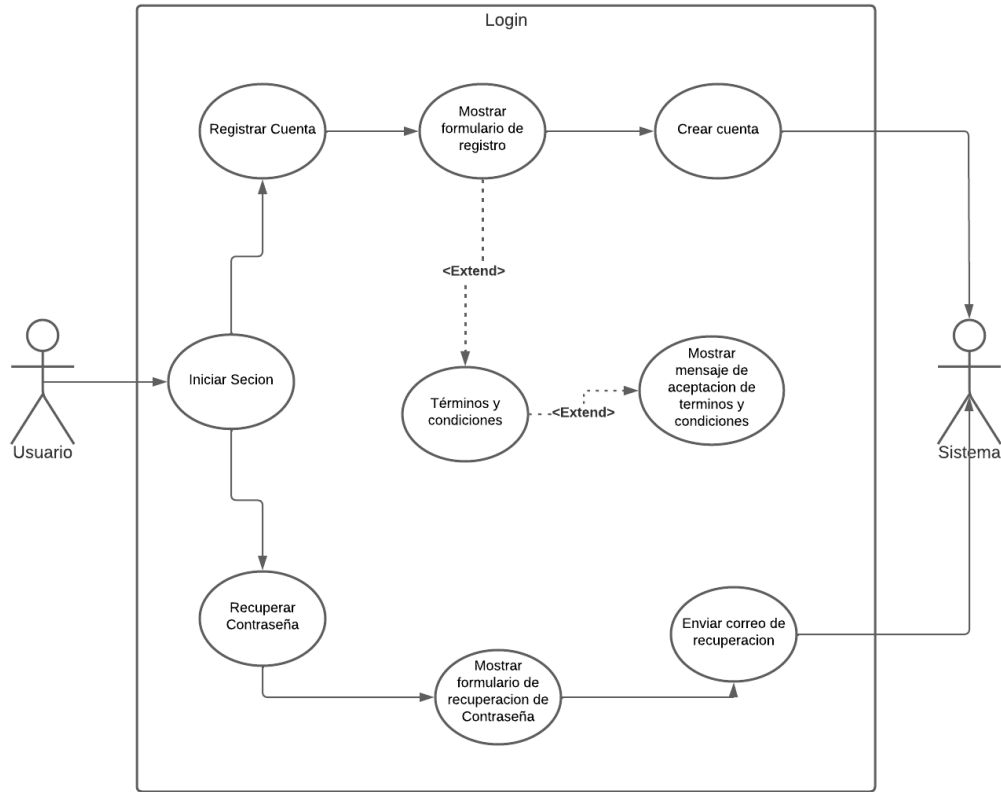 Login
Registrar Cuenta
Mostrar
formulario de
registro
Crear cuenta
<Extend>
Usuario
Iniciar Secion
Términos y
condiciones
<Extend>
Mostrar
mensaje de
aceptacion de
terminos y
condiciones
Sistema
Recuperar
Contraseña
Mostrar
formulario de
recuperacion de
Contraseña
Enviar correo de
recuperacion